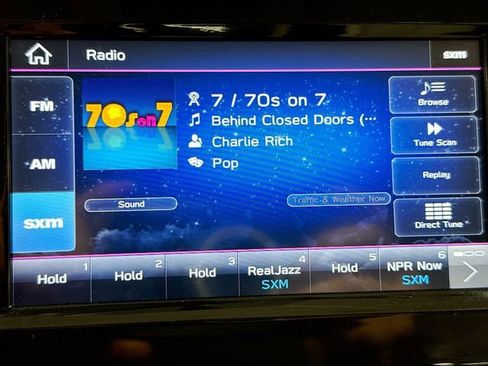 Radio
sxm
FM
AM
sxm
70s on 7
7 / 70s on 7
Behind Closed Doors (···
Charlie Rich
Pop
Sound
Traffic & Weather Now
Browse
Tune Scan
Replay
Direct Tune
1
Hold
2
Hold
3
Hold
4
RealJazz
SXM
5
Hold
6
NPR Now
SXM